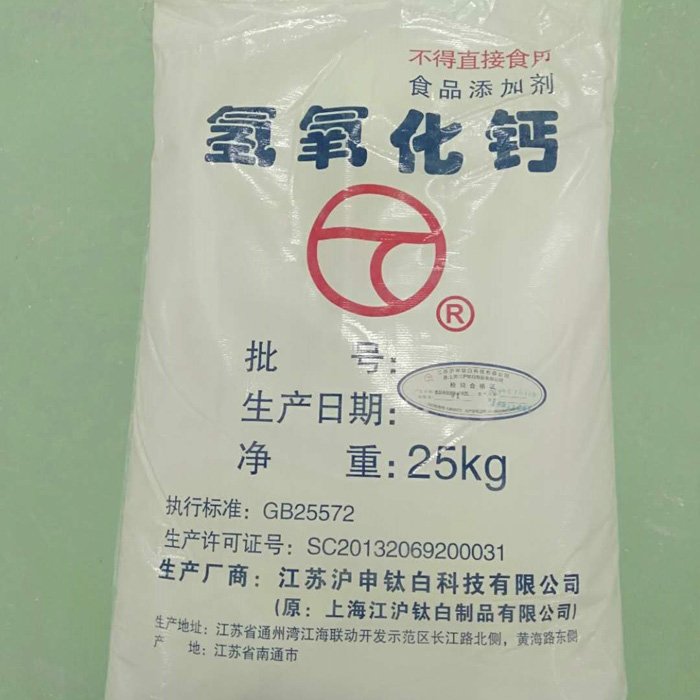 不得直接食用
食品添加剂
氢氧化钙
®
批 号:
生产日期:
净 重: 25kg
执行标准: GB25572
生产许可证号: SC20132069200031
生产厂商: 江苏沪申钛白科技有限公司
(原: 上海江沪钛白制品有限公司)
生产地址: 江苏省通州湾江海联动开发示范区长江路北侧, 黄海路东侧
产 地: 江苏省南通市